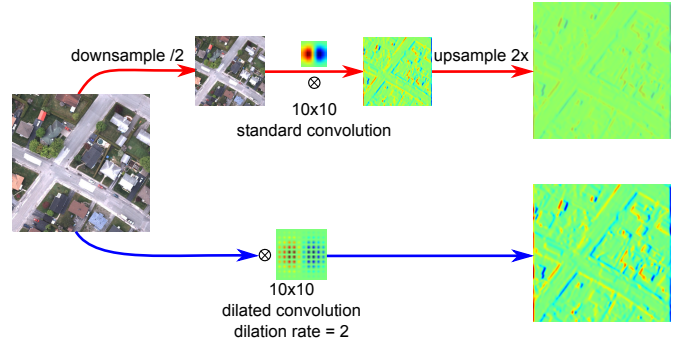 downsample /2
upsample 2x
10x10
standard convolution
10x10
dilated convolution
dilation rate = 2